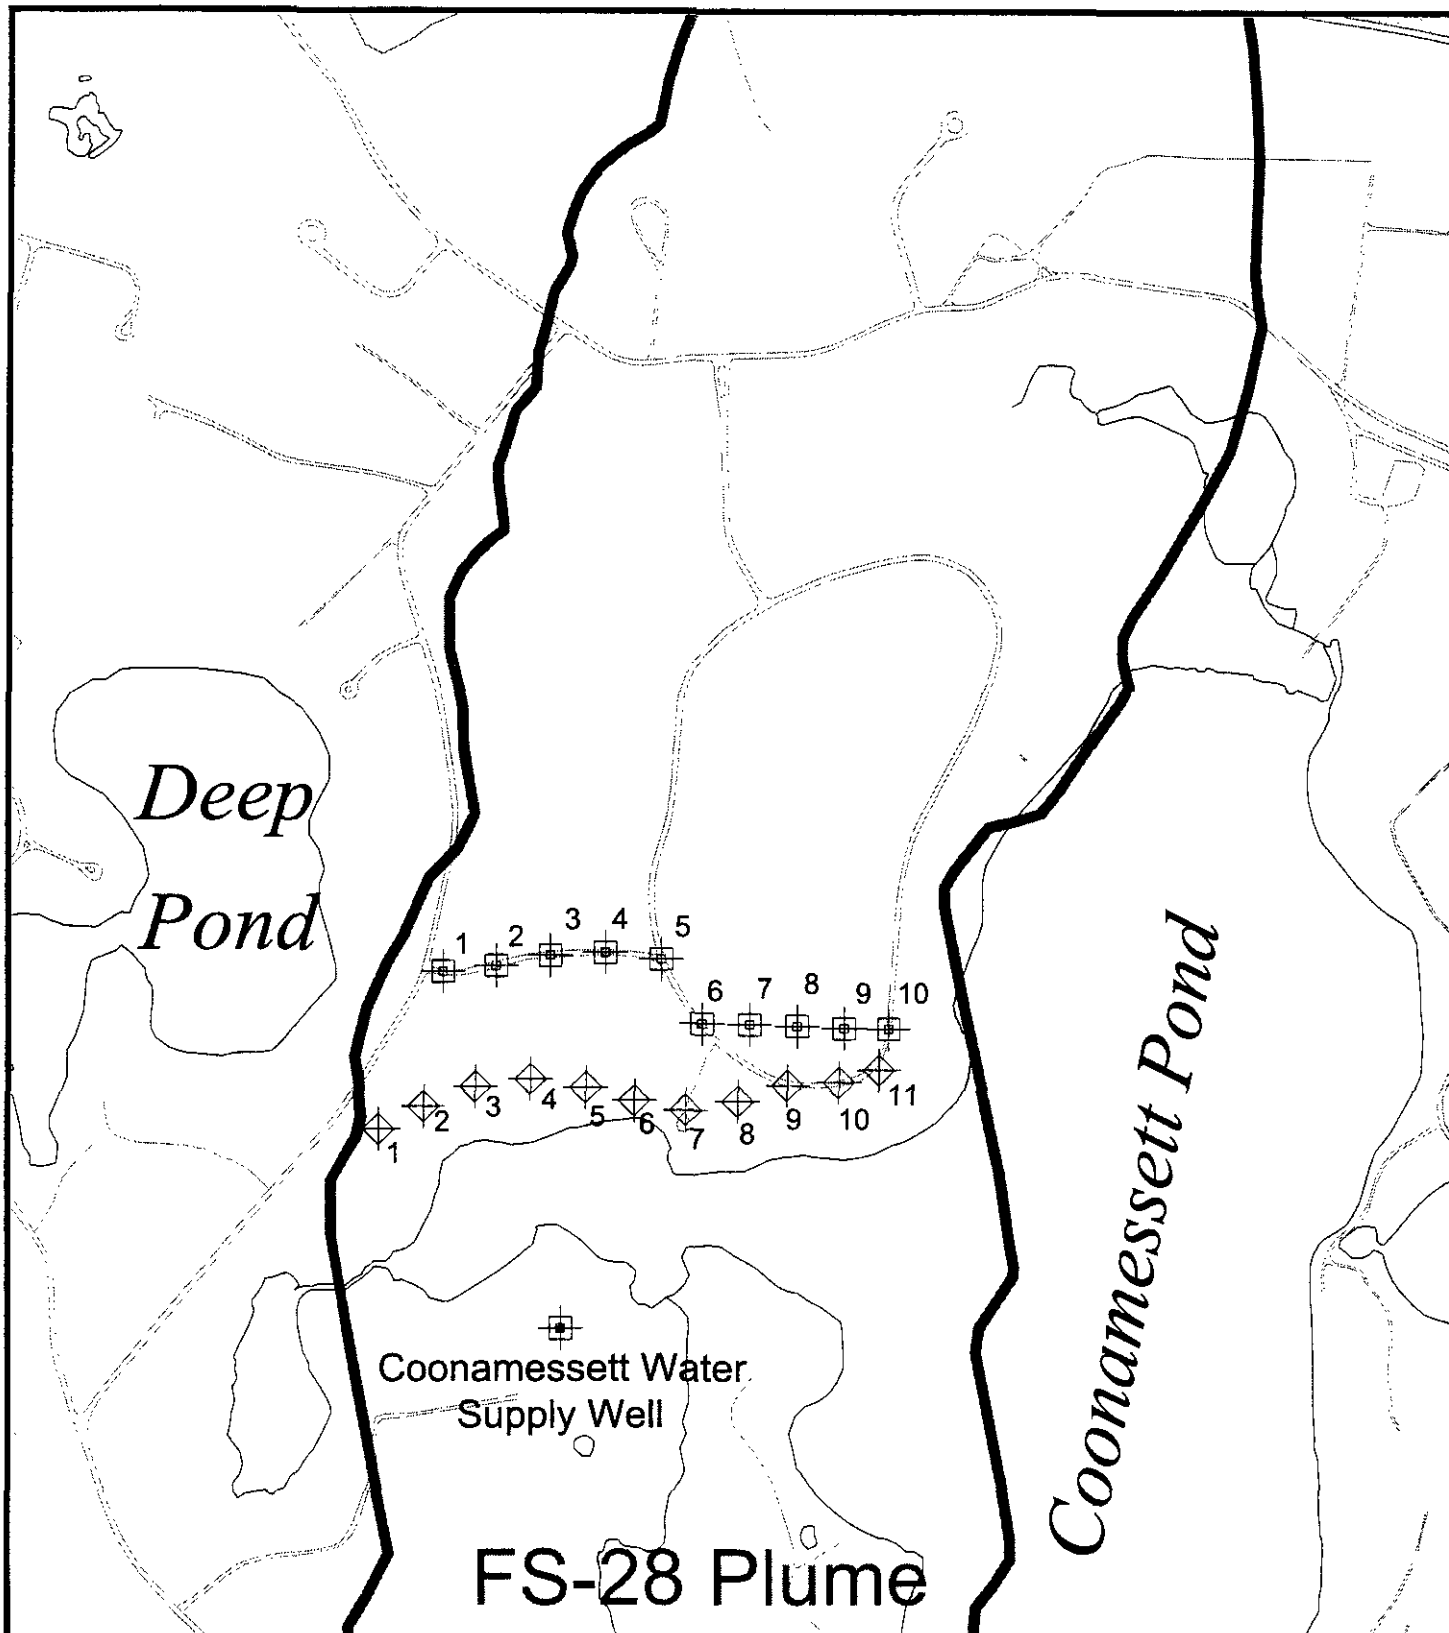 Deep
Pond
1 2 3 4 5
6 7 8 9 10
1 2 3 4 5 6 7 8 9 10 11
Coonamessett Pond
Coonamessett Water
Supply Well
FS-28 Plume